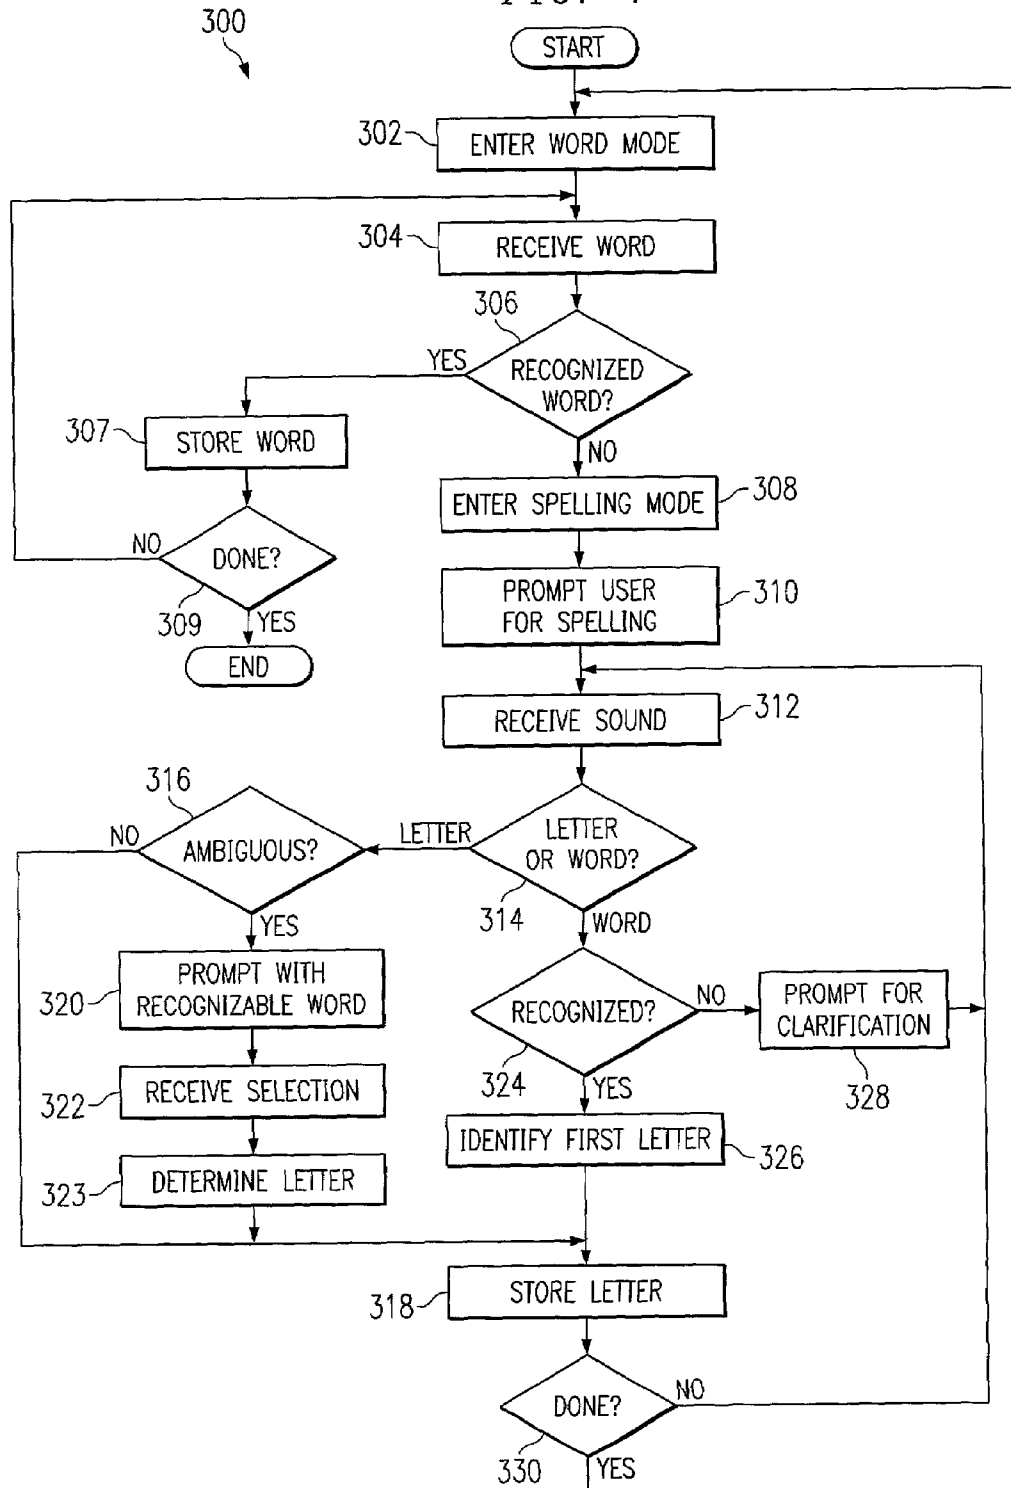 300
START
302
ENTER WORD MODE
304
RECEIVE WORD
306
YES
RECOGNIZED
WORD?
307
STORE WORD
NO
ENTER SPELLING MODE
308
NO
DONE?
309
YES
END
PROMPT USER
FOR SPELLING
310
RECEIVE SOUND
312
316
NO
AMBIGUOUS?
LETTER
LETTER
OR WORD?
314
YES
WORD
320
PROMPT WITH
RECOGNIZABLE WORD
RECOGNIZED?
NO
PROMPT FOR
CLARIFICATION
324
YES
328
322
RECEIVE SELECTION
IDENTIFY FIRST LETTER
326
323
DETERMINE LETTER
318
STORE LETTER
DONE?
NO
330
YES